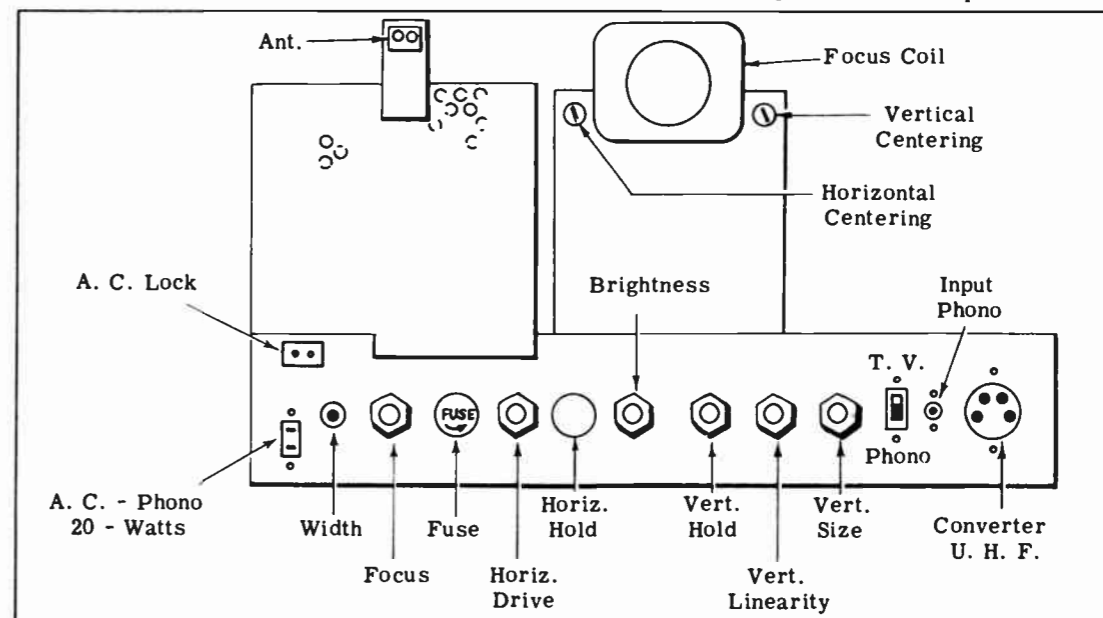 Ant.
Focus Coil
Vertical
Centering
Horizontal
Centering
A. C. Lock
Brightness
Input
Phono
T. V.
FUSE
Phono
A. C. - Phono
20 - Watts
Width
Fuse
Horiz.
Hold
Vert.
Hold
Vert.
Size
Converter
U. H. F.
Focus
Horiz.
Drive
Vert.
Linearity